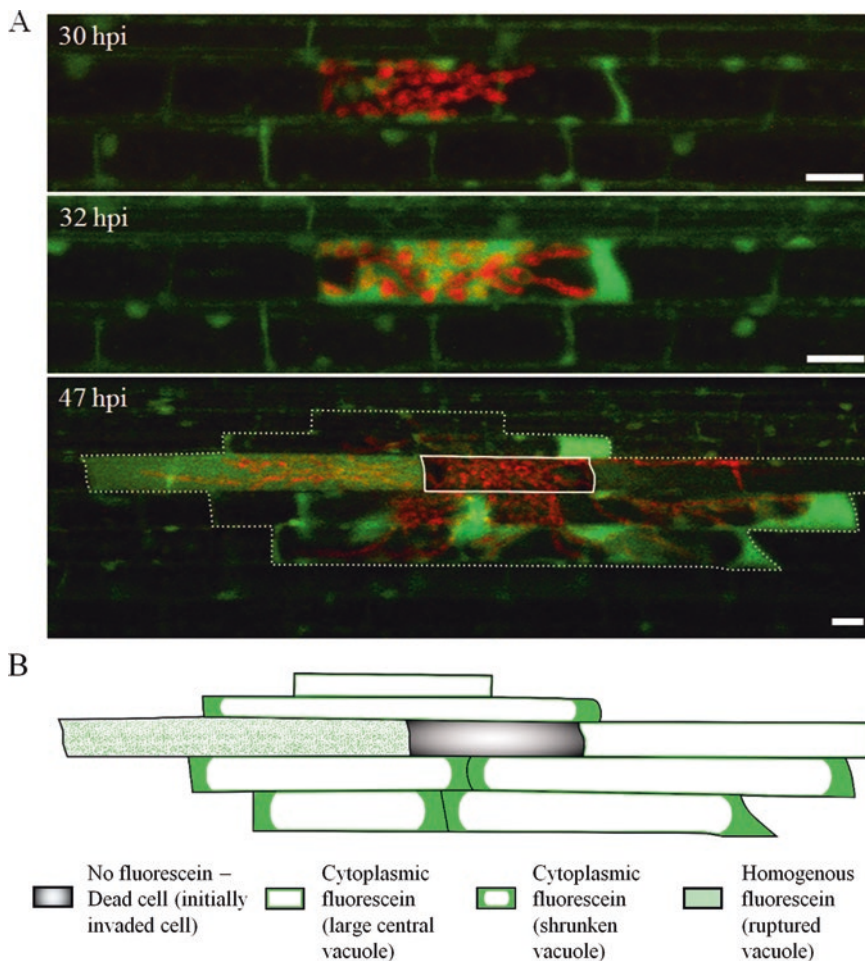 A
30 hpi
32 hpi
47 hpi
B
No fluorescein –
Dead cell (initially
invaded cell)
Cytoplasmic
fluorescein
(large central
vacuole)
Cytoplasmic
fluorescein
(shrunken
vacuole)
Homogenous
fluorescein
(ruptured
vacuole)